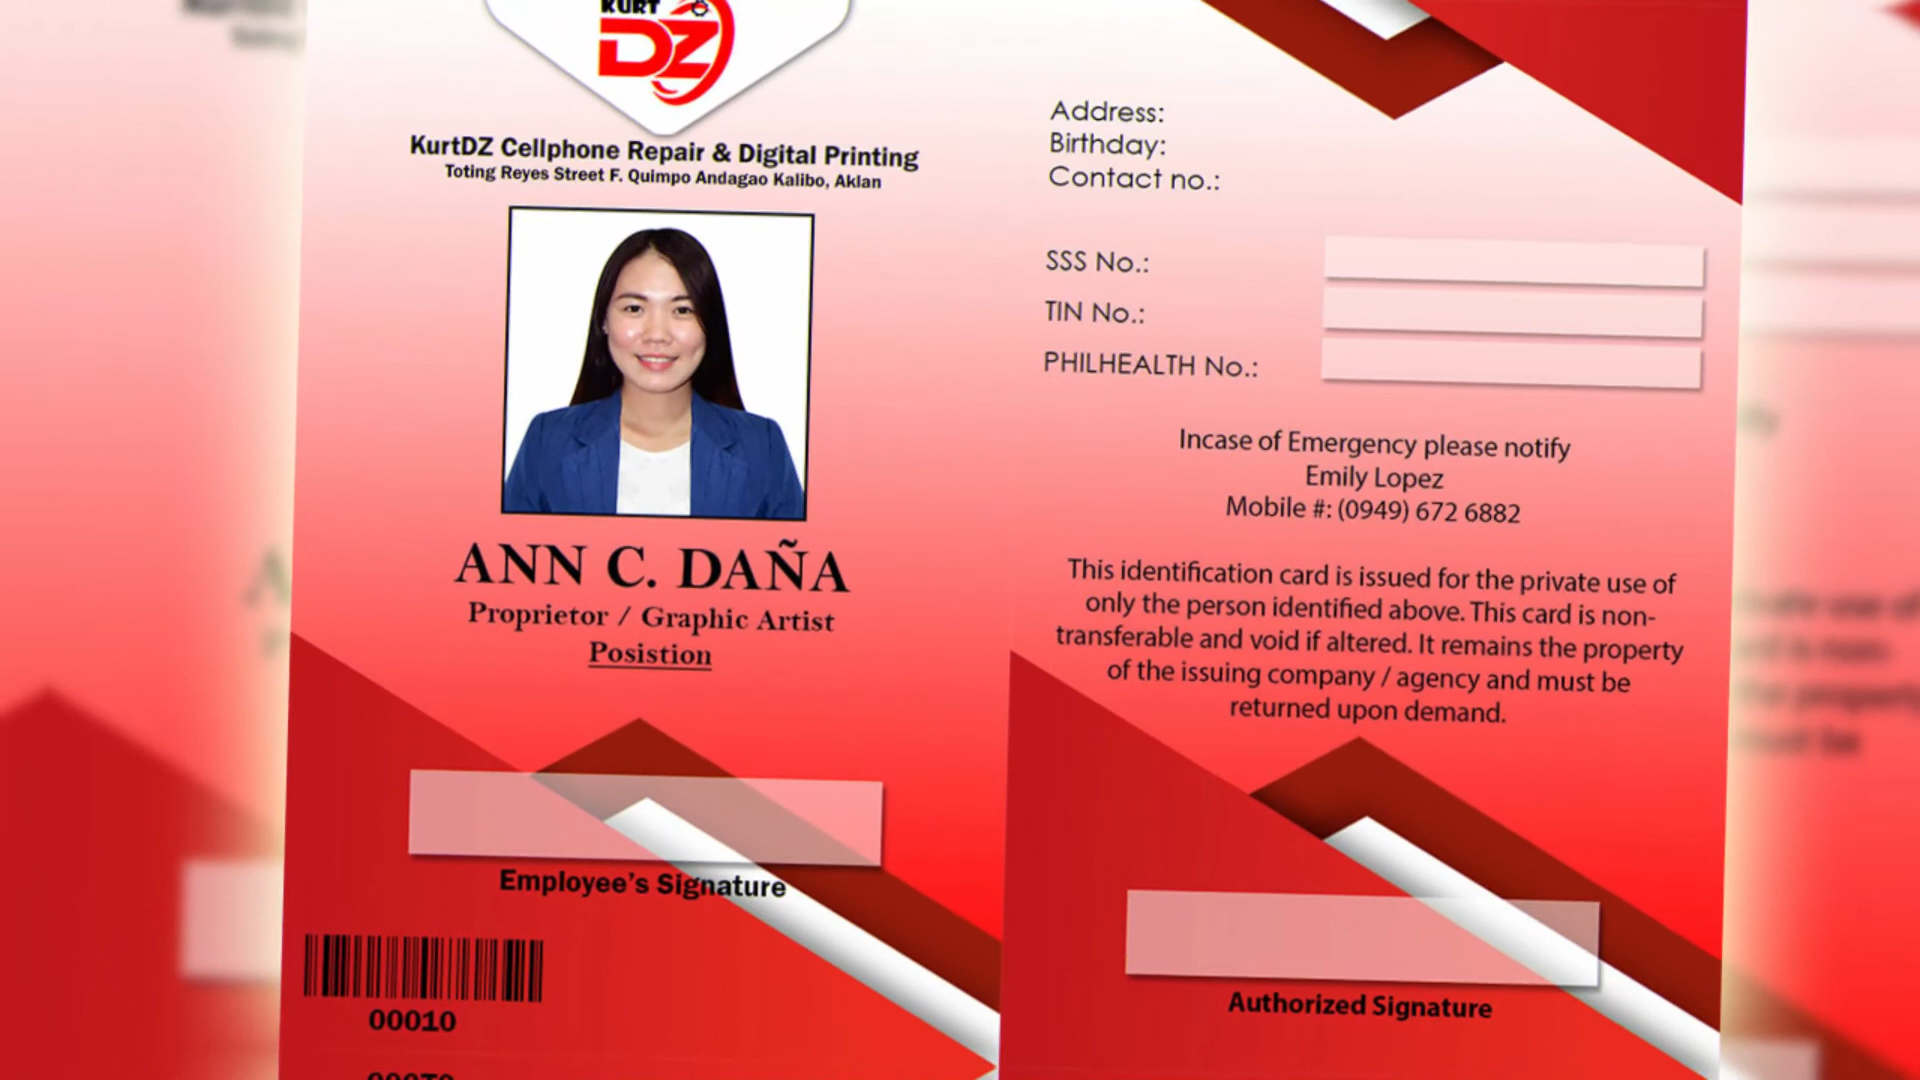 KURT
DZ
KurtDZ Cellphone Repair & Digital Printing
Toting Reyes Street F. Quimpo Andagao Kalibo, Aklan
ANN C. DAÑA
Proprietor / Graphic Artist
Posistion
Employee's Signature
00010
Address:
Birthday:
Contact no.:
SSS No.:
TIN No.:
PHILHEALTH No.:
Incase of Emergency please notify
Emily Lopez
Mobile #: (0949) 672 6882
This identification card is issued for the private use of
only the person identified above. This card is non-
transferable and void if altered. It remains the property
of the issuing company / agency and must be
returned upon demand.
Authorized Signature